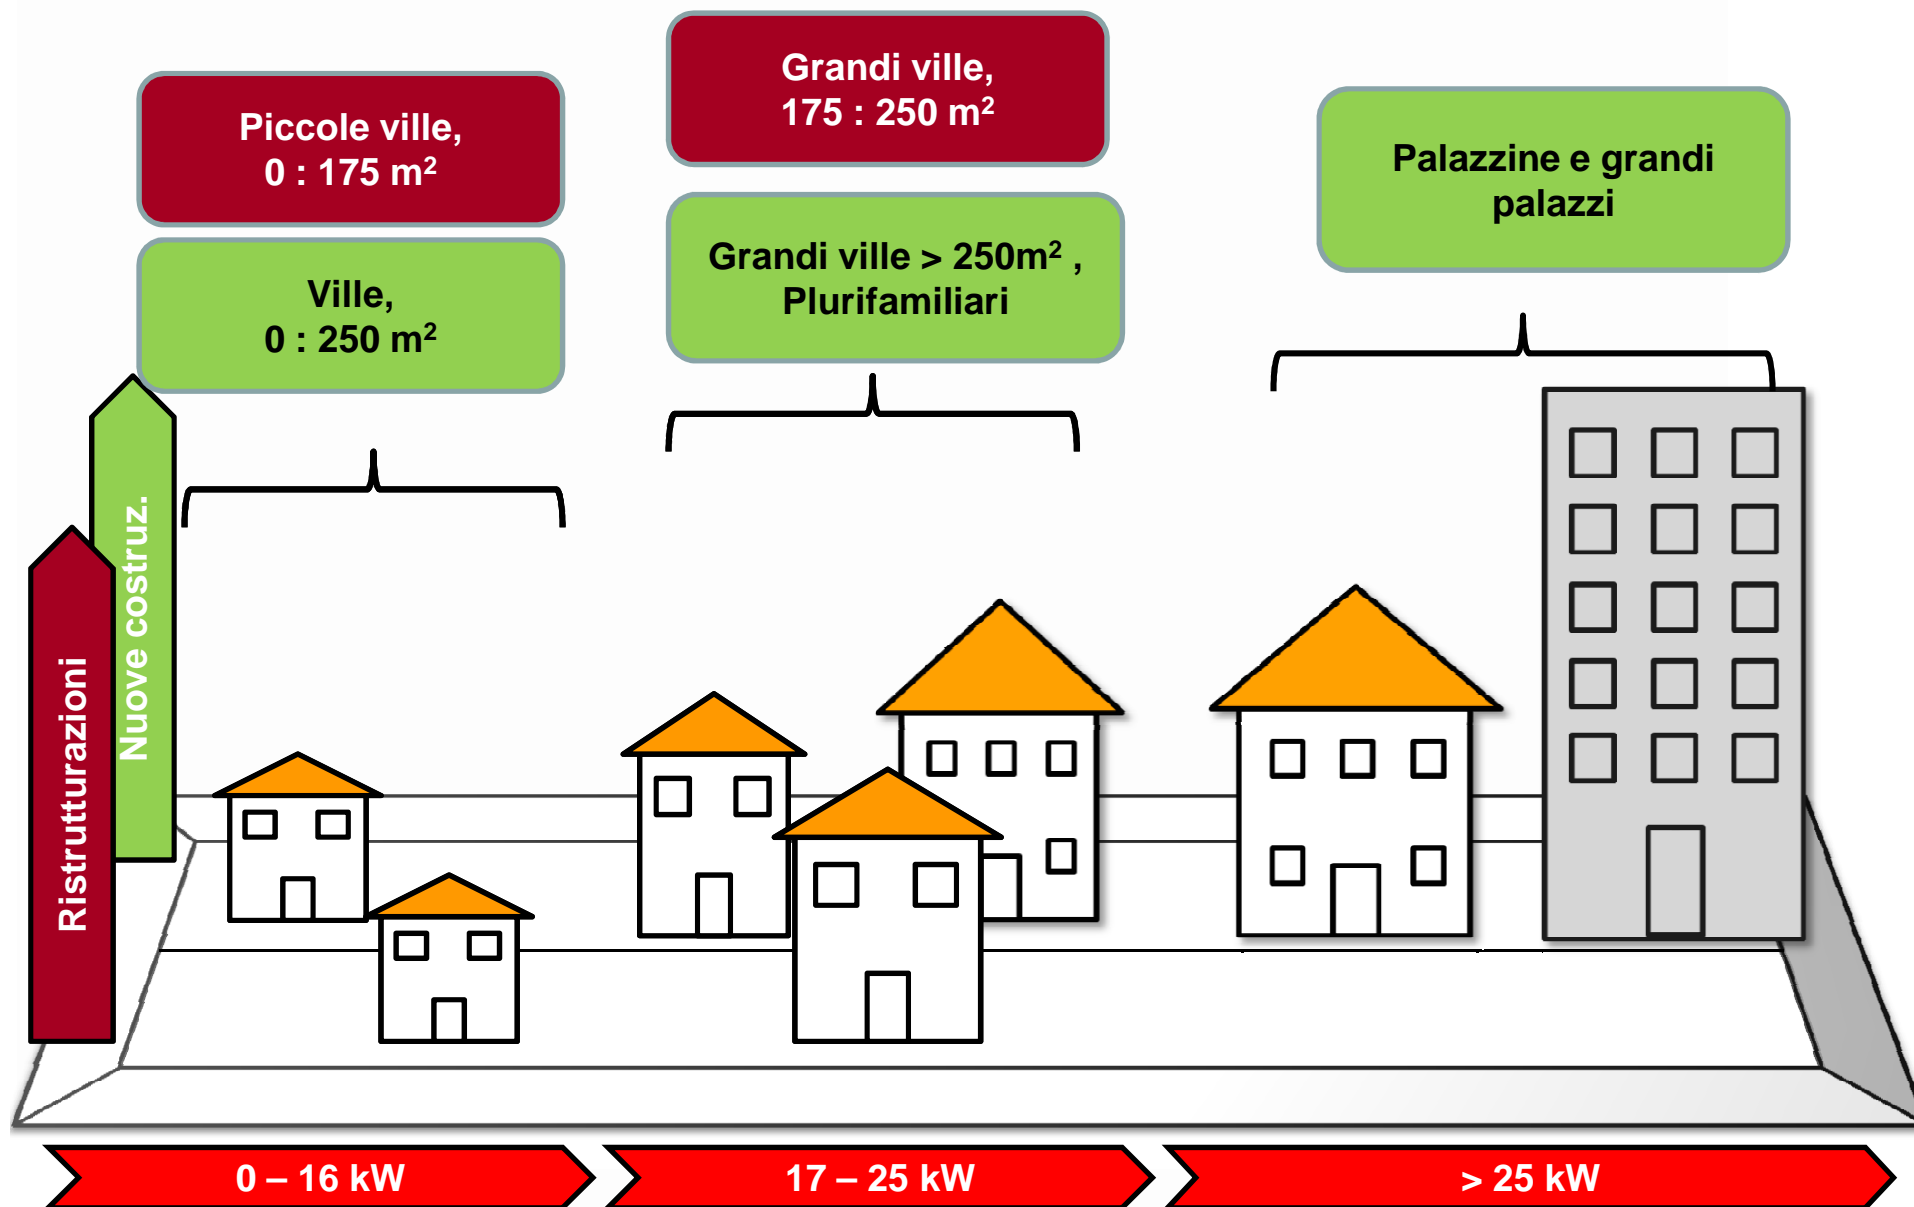 Piccole ville,
0 : 175 m²
Ville,
0 : 250 m²
Grandi ville,
175 : 250 m²
Grandi ville > 250m² ,
Plurifamiliari
Palazzine e grandi
palazzi
Nuove costruz.
Ristrutturazioni
0 – 16 kW
17 – 25 kW
> 25 kW